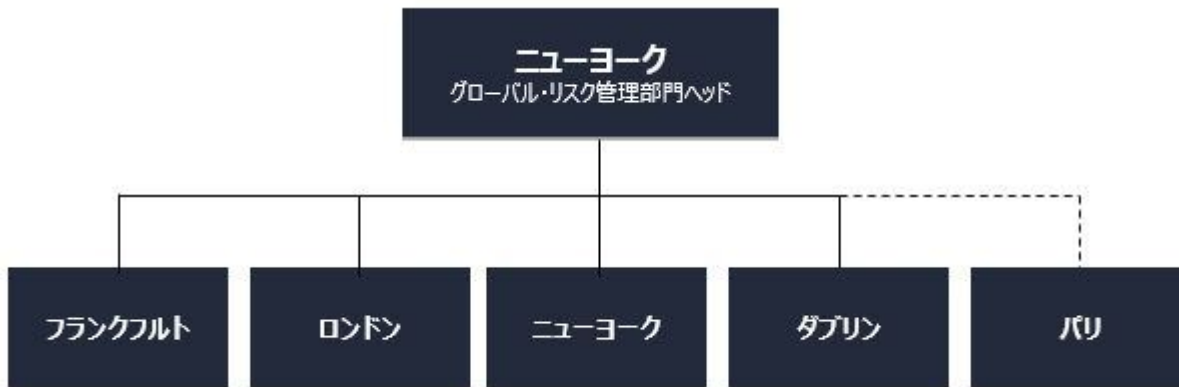 ニューヨーク
グローバル・リスク管理部門ヘッド
フランクフルト
ロンドン
ニューヨーク
ダブリン
パリ